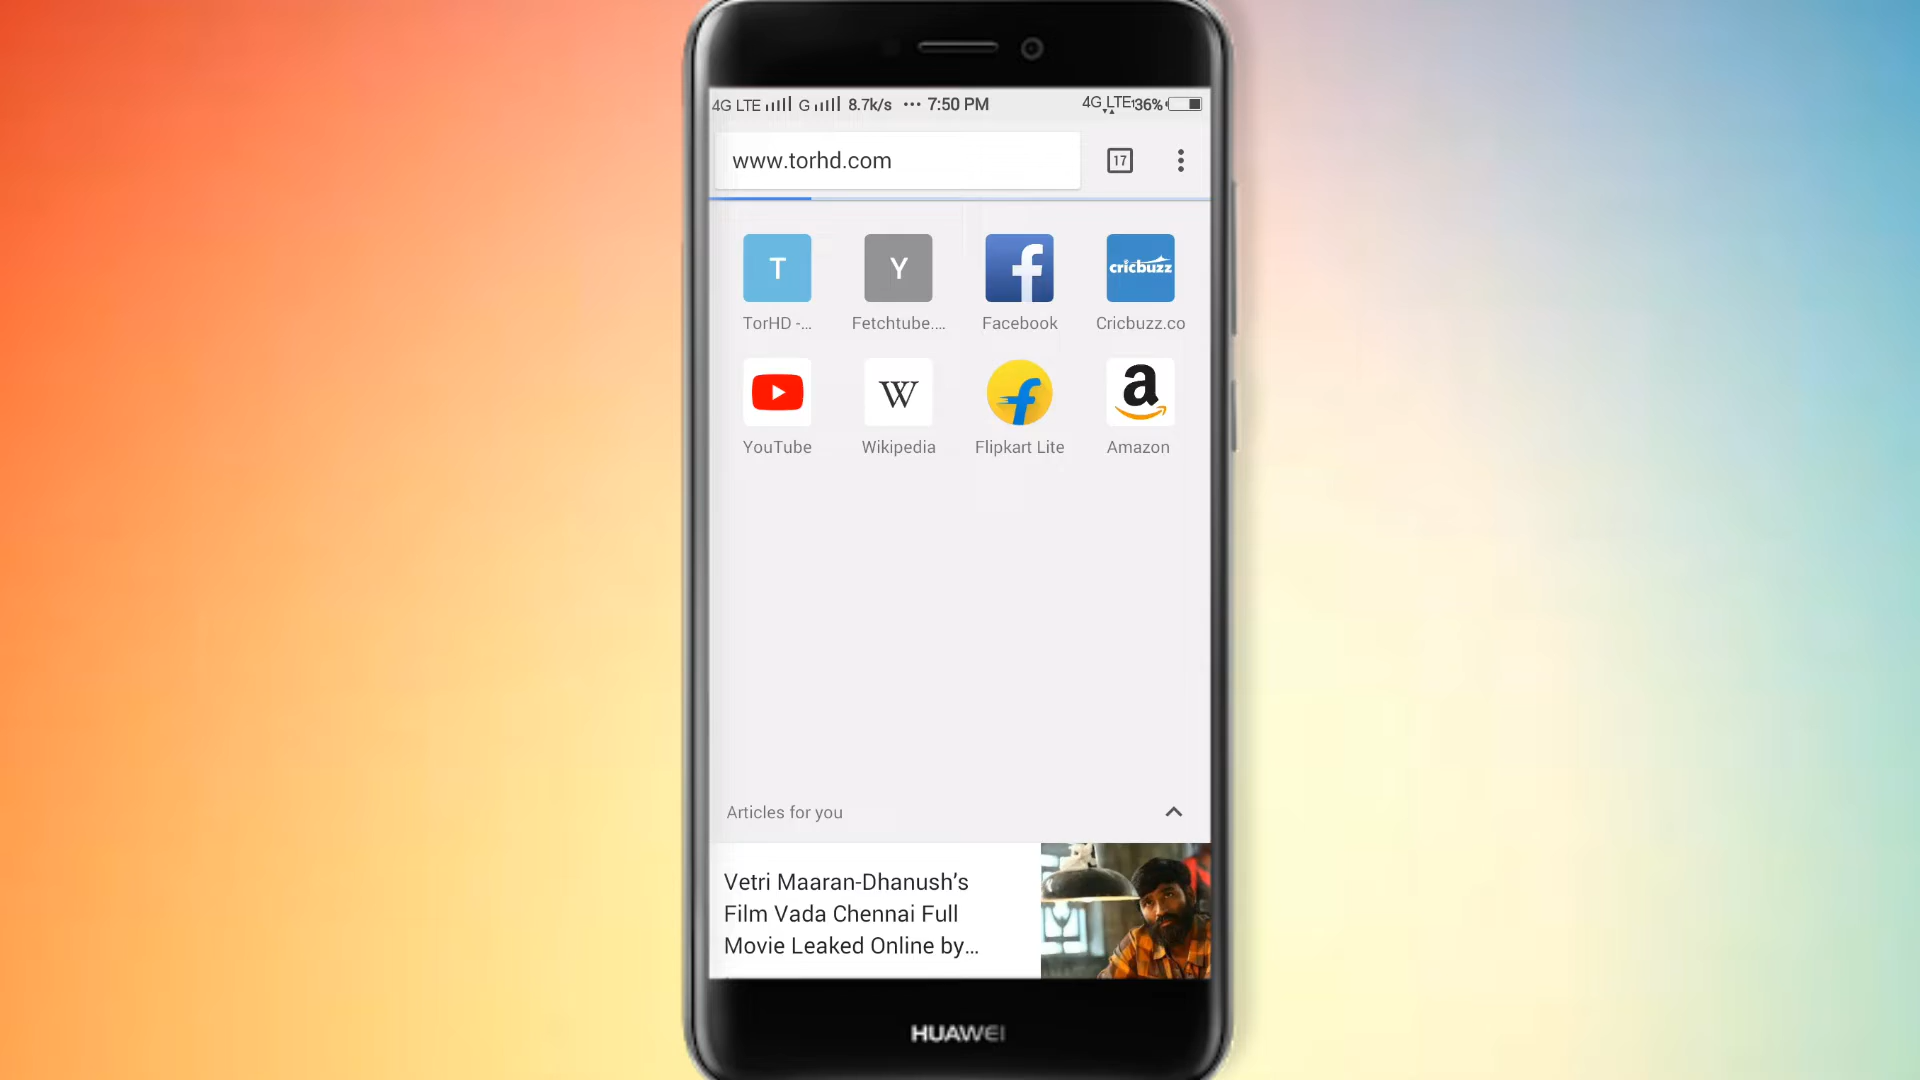 4G LTE G 8.7k/s ••• 7:50 PM 4G LTE 36%
www.torhd.com 17
T Y f cricbuzz
TorHD -... Fetchtube.... Facebook Cricbuzz.co
W f a
YouTube Wikipedia Flipkart Lite Amazon
Articles for you
Vetri Maaran-Dhanush’s
Film Vada Chennai Full
Movie Leaked Online by...
HUAWEI